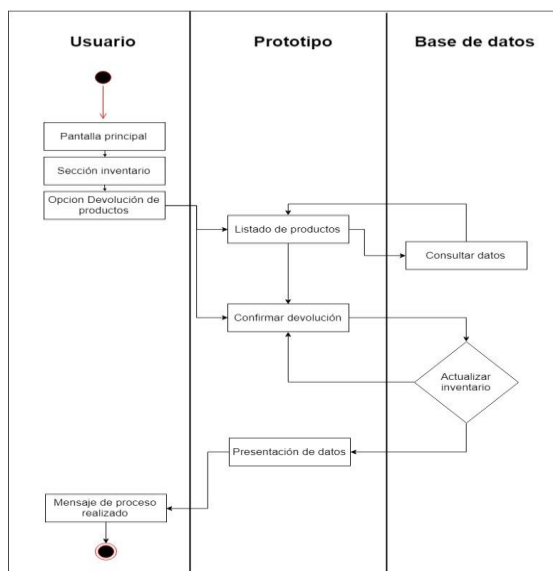 Usuario
Prototipo
Base de datos
Pantalla principal
Sección inventario
Opcion Devolución de
productos
Listado de productos
Consultar datos
Confirmar devolución
Actualizar
inventario
Presentación de datos
Mensaje de proceso
realizado